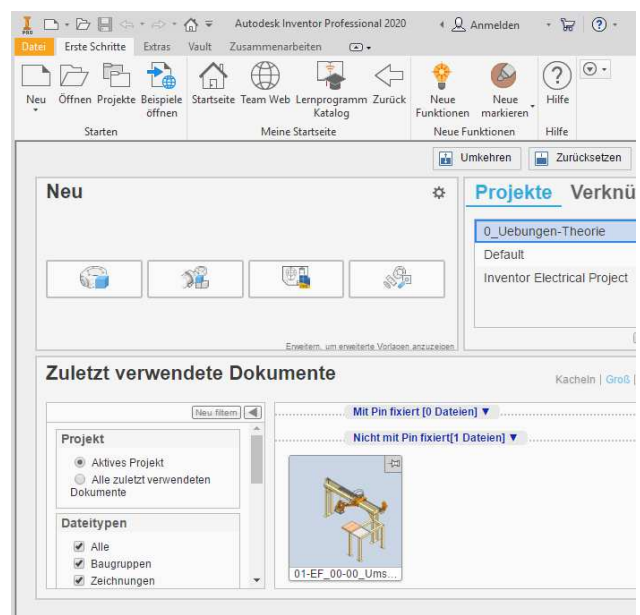 PRO
Autodesk Inventor Professional 2020
Anmelden
Datei Erste Schritte Extras Vault Zusammenarbeiten
Neu Öffnen Projekte Beispiele öffnen
Startseite Team Web Lernprogramm Katalog Zurück
Neue Funktionen Neue markieren
Hilfe
Starten Meine Startseite Neue Funktionen Hilfe
Umkehren Zurücksetzen
Neu
Projekte Verknü
0_Uebungen-Theorie
Default
Inventor Electrical Project
Erweitern, um erweiterte Vorlagen anzuzeigen
Zuletzt verwendete Dokumente
Kacheln | Groß |
Neu filtern
Mit Pin fixiert [0 Dateien] ▼
Nicht mit Pin fixiert[1 Dateien] ▼
Projekt
Aktives Projekt
Alle zuletzt verwendeten
Dokumente
Dateitypen
Alle
Baugruppen
Zeichnungen
01-EF_00-00_Ums...